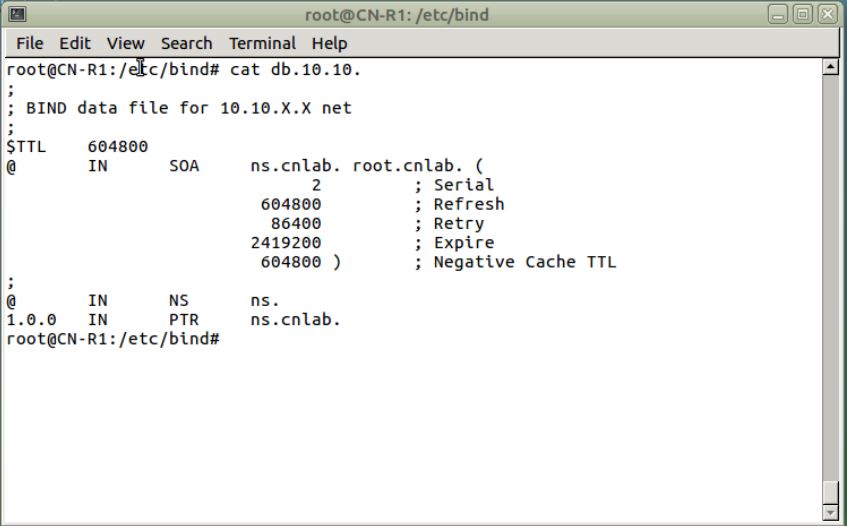 root@CN-R1: /etc/bind
File Edit View Search Terminal Help
root@CN-R1:/etc/bind# cat db.10.10.
;
; BIND data file for 10.10.X.X net
;
$TTL 604800
@ IN SOA ns.cnlab. root.cnlab. (
2 ; Serial
604800 ; Refresh
86400 ; Retry
2419200 ; Expire
604800 ) ; Negative Cache TTL
;
@ IN NS ns.
1.0.0 IN PTR ns.cnlab.
root@CN-R1:/etc/bind#